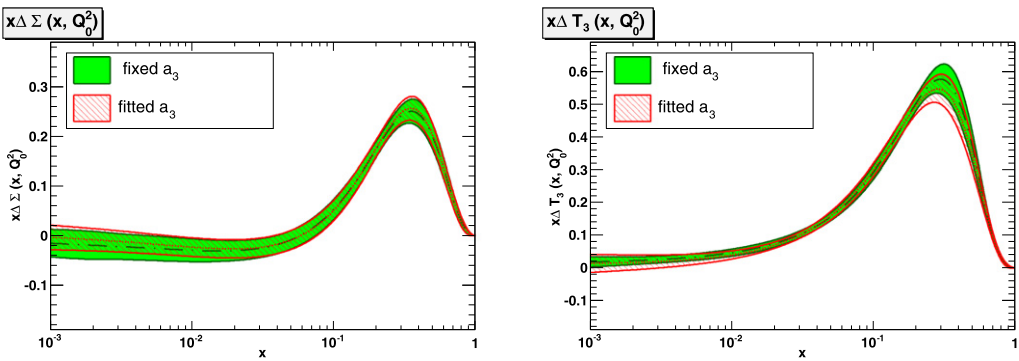 xΔ Σ (x, Q₀²)
fixed a₃
fitted a₃
xΔ Σ (x, Q₀²)
0.3
0.2
0.1
0
-0.1
10⁻³ 10⁻² 10⁻¹ 1
x
xΔ T₃ (x, Q₀²)
fixed a₃
fitted a₃
xΔ T₃ (x, Q₀²)
0.6
0.5
0.4
0.3
0.2
0.1
0
-0.1
10⁻³ 10⁻² 10⁻¹ 1
x